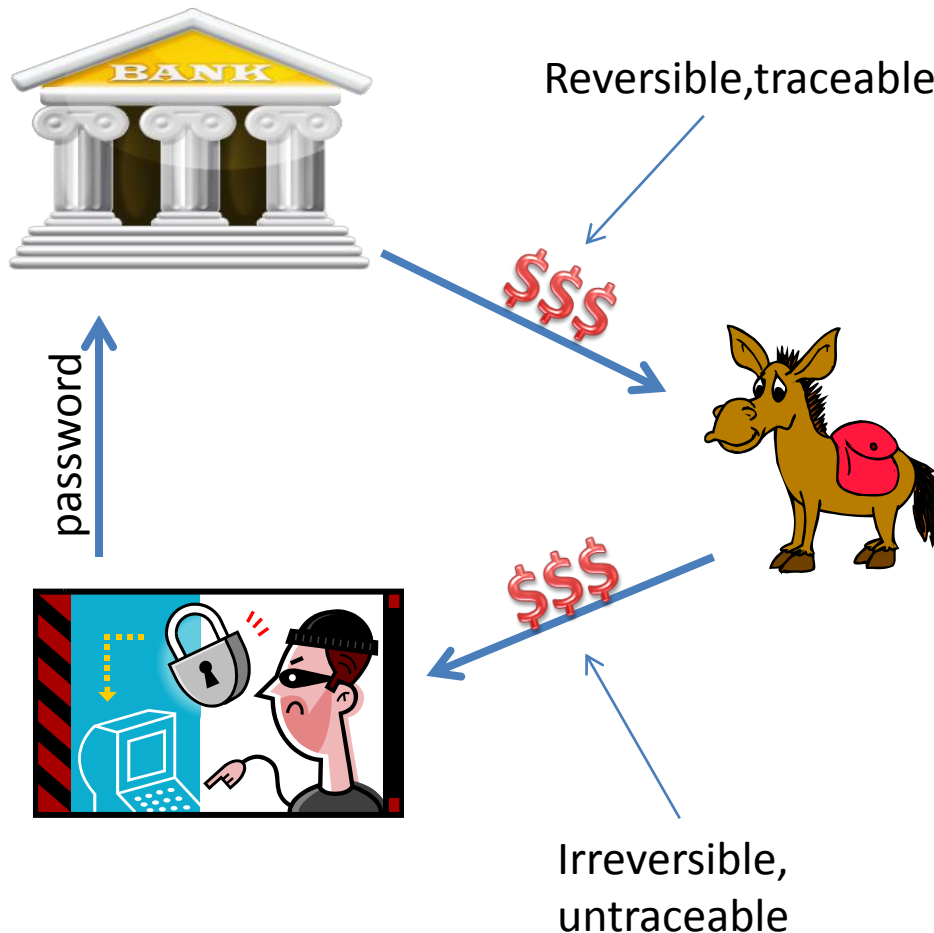 BANK
Reversible,traceable
$$$
password
$$$
Irreversible,
untraceable